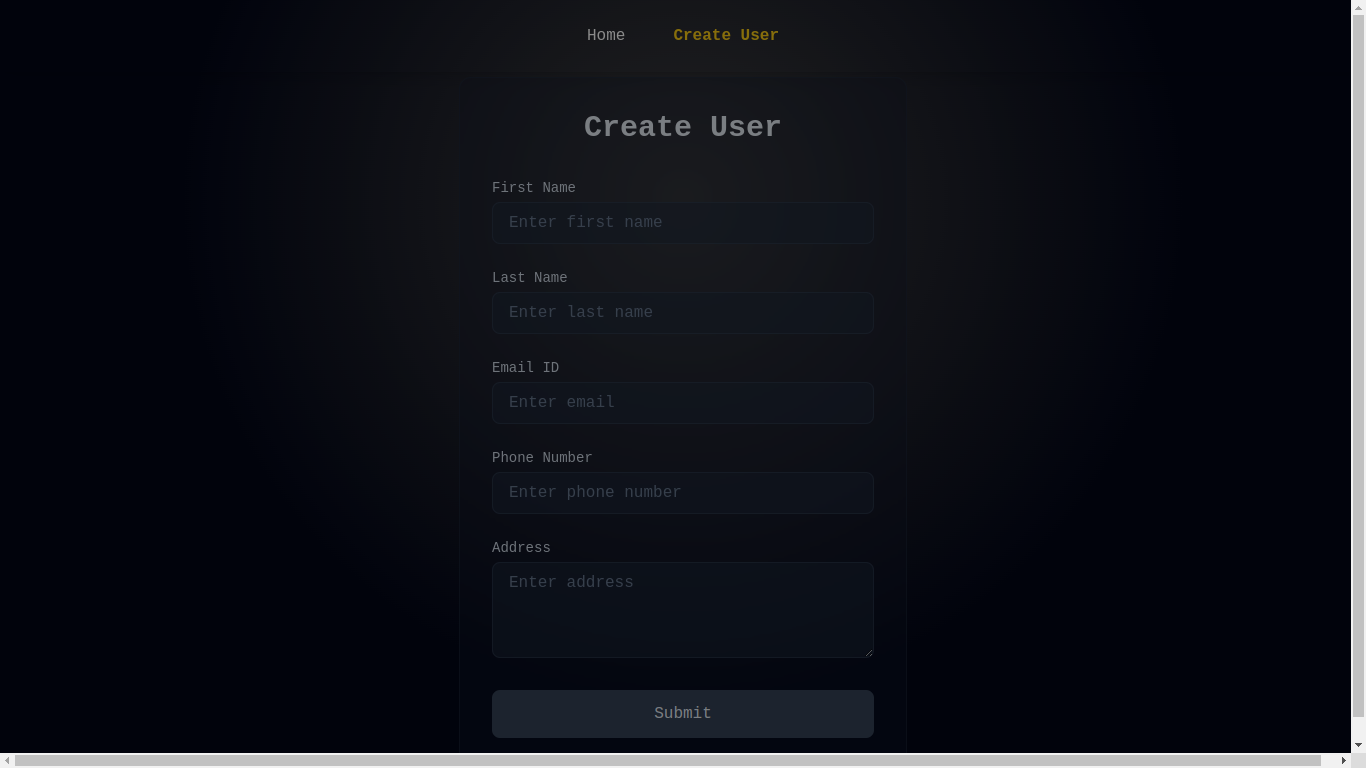 Home Create User
Create User
First Name
Enter first name
Last Name
Enter last name
Email ID
Enter email
Phone Number
Enter phone number
Address
Enter address
Submit